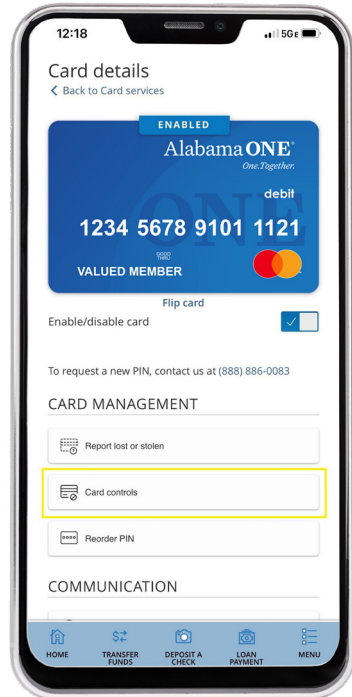 12:18
5GE
Card details
Back to Card services
ENABLED
Alabama ONE
One.Together.
debit
ONE
1234 5678 9101 1121
GOOD
THRU
VALUED MEMBER
Flip card
Enable/disable card
To request a new PIN, contact us at (888) 886-0083
CARD MANAGEMENT
Report lost or stolen
Card controls
Reorder PIN
COMMUNICATION
HOME
TRANSFER
FUNDS
DEPOSIT A
CHECK
LOAN
PAYMENT
MENU